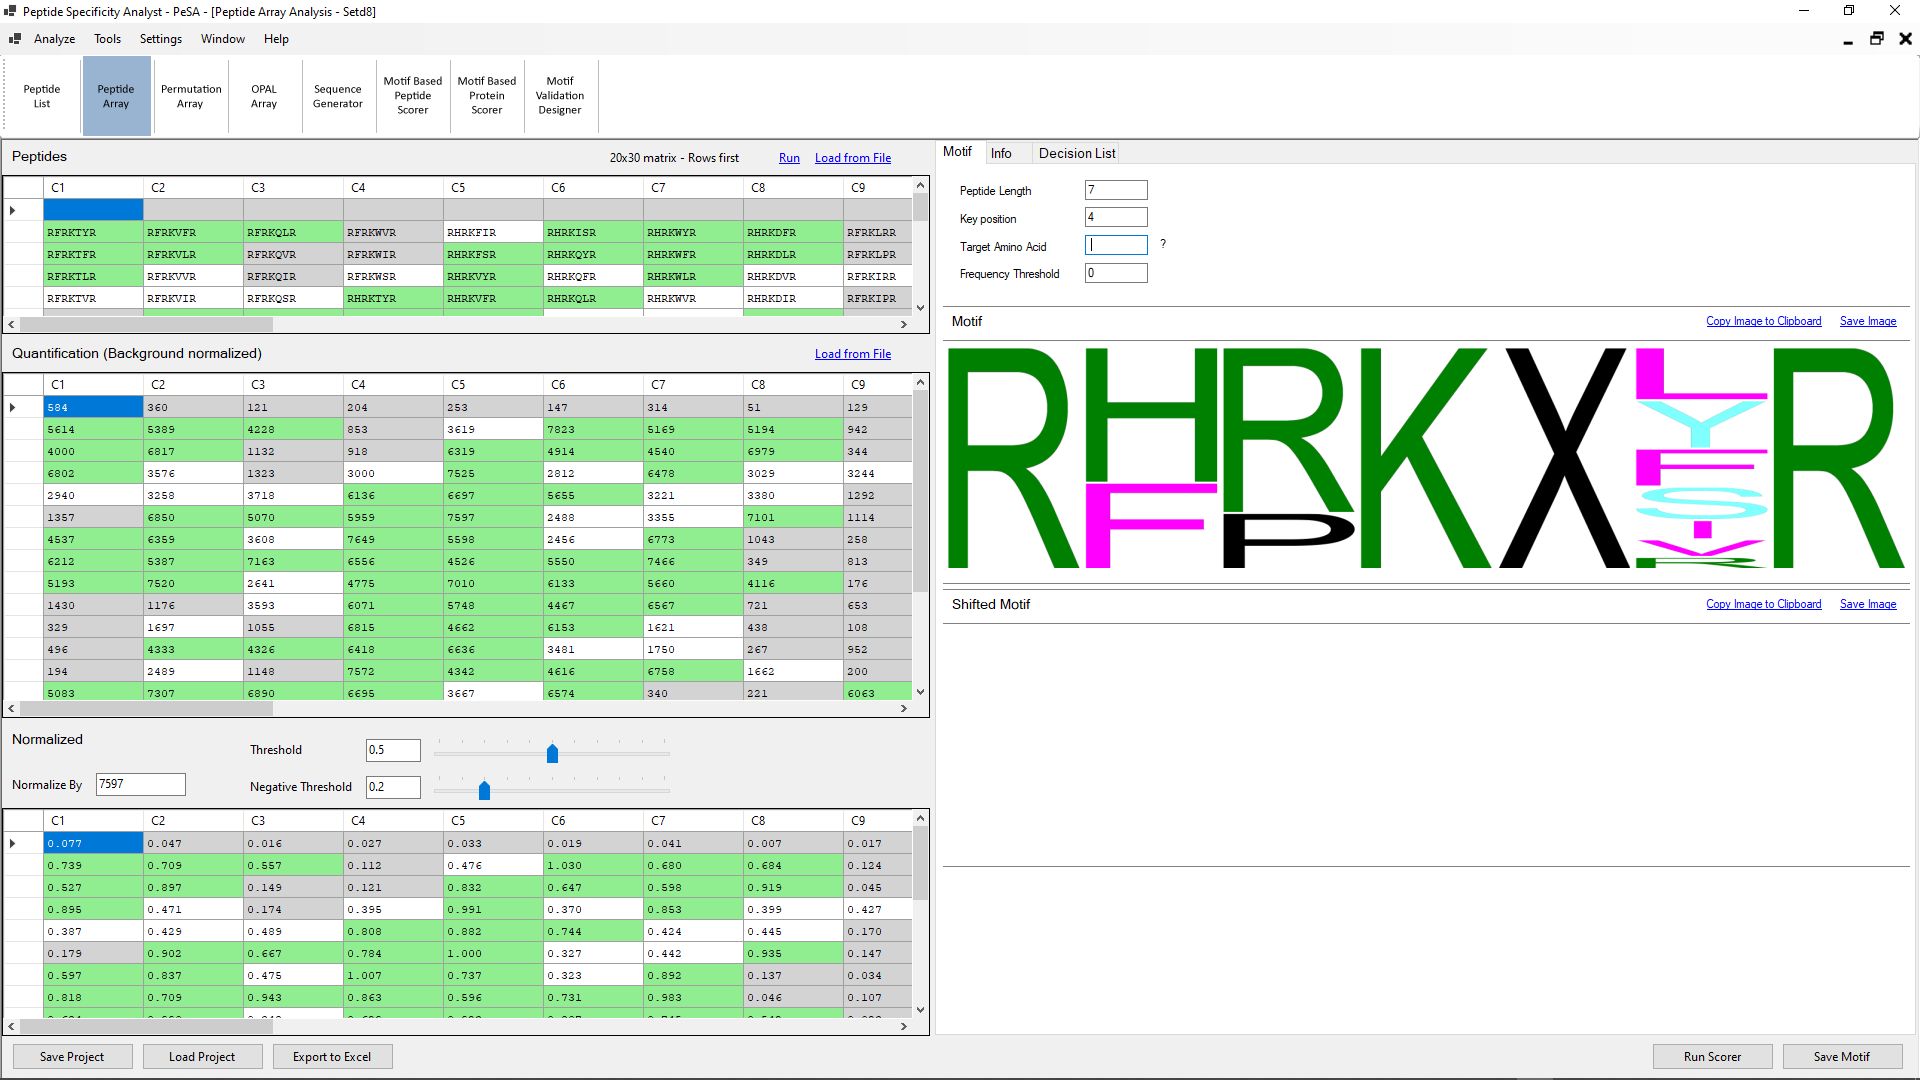 Peptide Specificity Analyst - PeSA - [Peptide Array Analysis - Setd8]
Analyze Tools Settings Window Help
Peptide List
Peptide Array
Permutation Array
OPAL Array
Sequence Generator
Motif Based Peptide Scorer
Motif Based Protein Scorer
Motif Validation Designer
Peptides 20x30 matrix - Rows first Run Load from File
C1 C2 C3 C4 C5 C6 C7 C8 C9
RFRKTYR RFRKVFR RFRKQLR RFRKWVR RHRKFIR RHRKISR RHRKWYR RHRKDFR RFRKLRR
RFRKTFR RFRKVLR RFRKQVR RFRKWIR RHRKFSR RHRKQYR RHRKWFR RHRKDLR RFRKLPR
RFRKTLR RFRKVVR RFRKQIR RFRKWSR RHRKVYR RHRKQFR RHRKWLR RHRKDVR RFRKIRR
RFRKTVR RFRKVIR RFRKQSR RHRKTYR RHRKVFR RHRKQLR RHRKWVR RHRKDIR RFRKIPR
Quantification (Background normalized) Load from File
C1 C2 C3 C4 C5 C6 C7 C8 C9
584 360 121 204 253 147 314 51 129
5614 5389 4228 853 3619 7823 5169 5194 942
4000 6817 1132 918 6319 4914 4540 6979 344
6802 3576 1323 3000 7525 2812 6478 3029 3244
2940 3258 3718 6136 6697 5655 3221 3380 1292
1357 6850 5070 5959 7597 2488 3355 7101 1114
4537 6359 3608 7649 5598 2456 6773 1043 258
6212 5387 7163 6556 4526 5550 7466 349 813
5193 7520 2641 4775 7010 6133 5660 4116 176
1430 1176 3593 6071 5748 4467 6567 721 653
329 1697 1055 6815 4662 6153 1621 438 108
496 4333 4326 6418 6636 3481 1750 267 952
194 2489 1148 7572 4342 4616 6758 1662 200
5083 7307 6890 6695 3667 6574 340 221 6063
Normalized
Threshold 0.5
Normalize By 7597
Negative Threshold 0.2
C1 C2 C3 C4 C5 C6 C7 C8 C9
0.077 0.047 0.016 0.027 0.033 0.019 0.041 0.007 0.017
0.739 0.709 0.557 0.112 0.476 1.030 0.680 0.684 0.124
0.527 0.897 0.149 0.121 0.832 0.647 0.598 0.919 0.045
0.895 0.471 0.174 0.395 0.991 0.370 0.853 0.399 0.427
0.387 0.429 0.489 0.808 0.882 0.744 0.424 0.445 0.170
0.179 0.902 0.667 0.784 1.000 0.327 0.442 0.935 0.147
0.597 0.837 0.475 1.007 0.737 0.323 0.892 0.137 0.034
0.818 0.709 0.943 0.863 0.596 0.731 0.983 0.046 0.107
Save Project Load Project Export to Excel
Motif Info Decision List
Peptide Length 7
Key position 4
Target Amino Acid ?
Frequency Threshold 0
Motif Copy Image to Clipboard Save Image
R H R K X L R
F P Y
F
S
I
V
R
Shifted Motif Copy Image to Clipboard Save Image
Run Scorer Save Motif